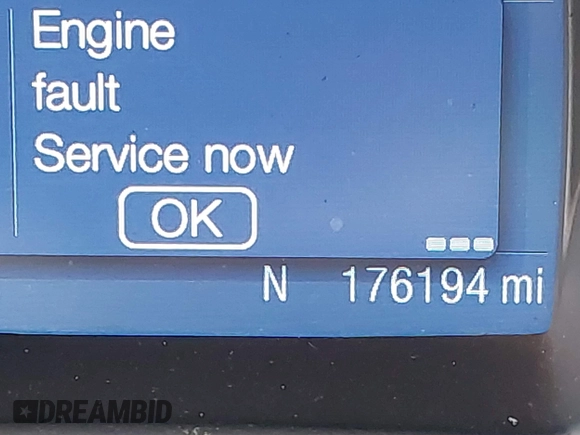 Engine
fault
Service now
OK
N 176194 mi
DREAMBID